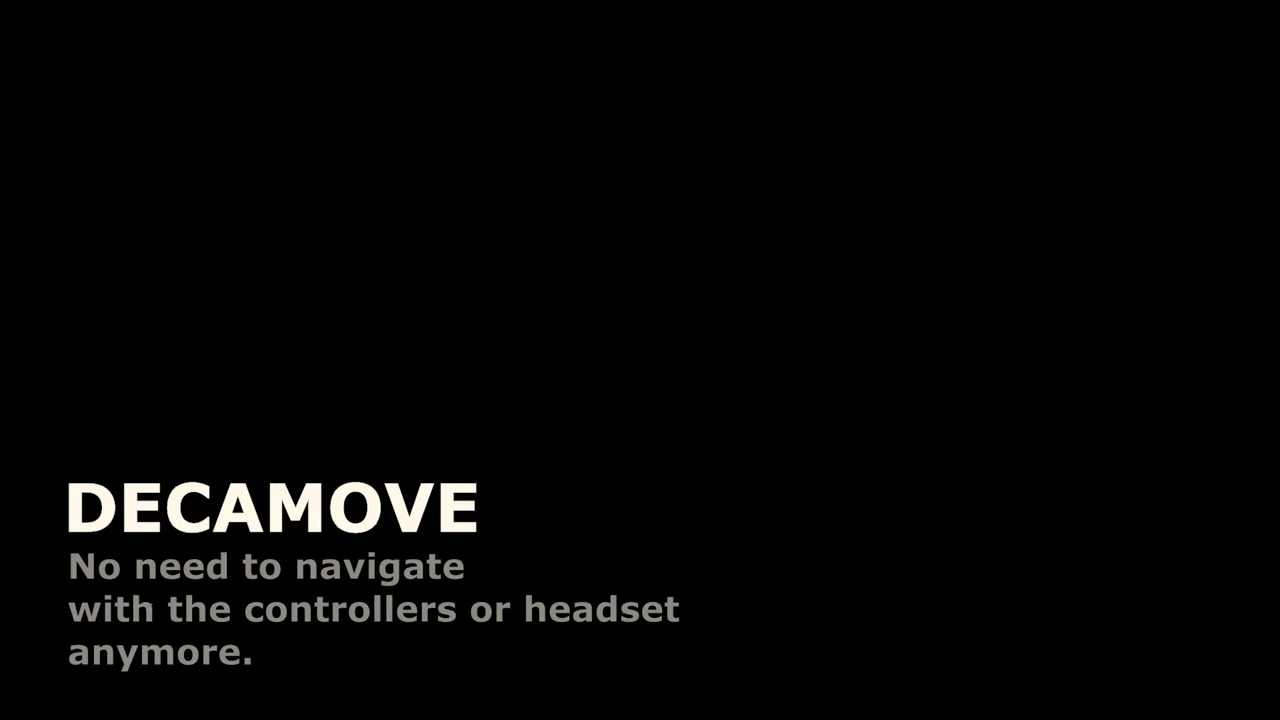 DECAMOVE
No need to navigate
with the controllers or headset
anymore.